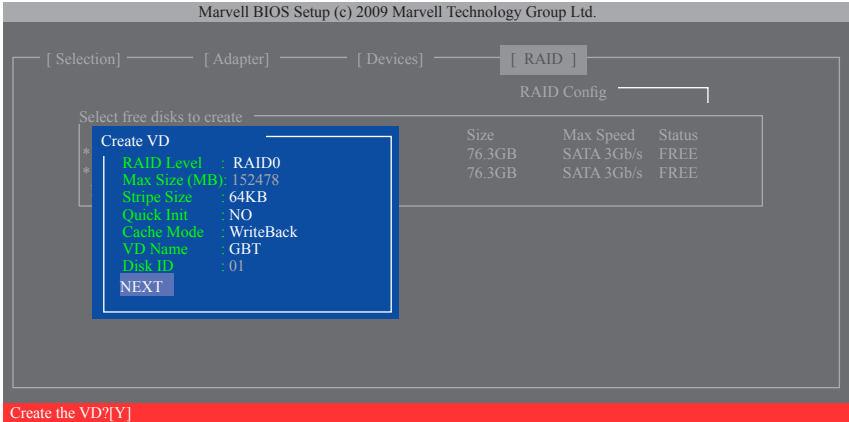 Marvell BIOS Setup (c) 2009 Marvell Technology Group Ltd.
[ Selection] [ Adapter] [ Devices] [ RAID ]
RAID Config
Select free disks to create
Size Max Speed Status
* 76.3GB SATA 3Gb/s FREE
* 76.3GB SATA 3Gb/s FREE
Create VD
RAID Level : RAID0
Max Size (MB): 152478
Stripe Size : 64KB
Quick Init : NO
Cache Mode : WriteBack
VD Name : GBT
Disk ID : 01
NEXT
Create the VD?[Y]